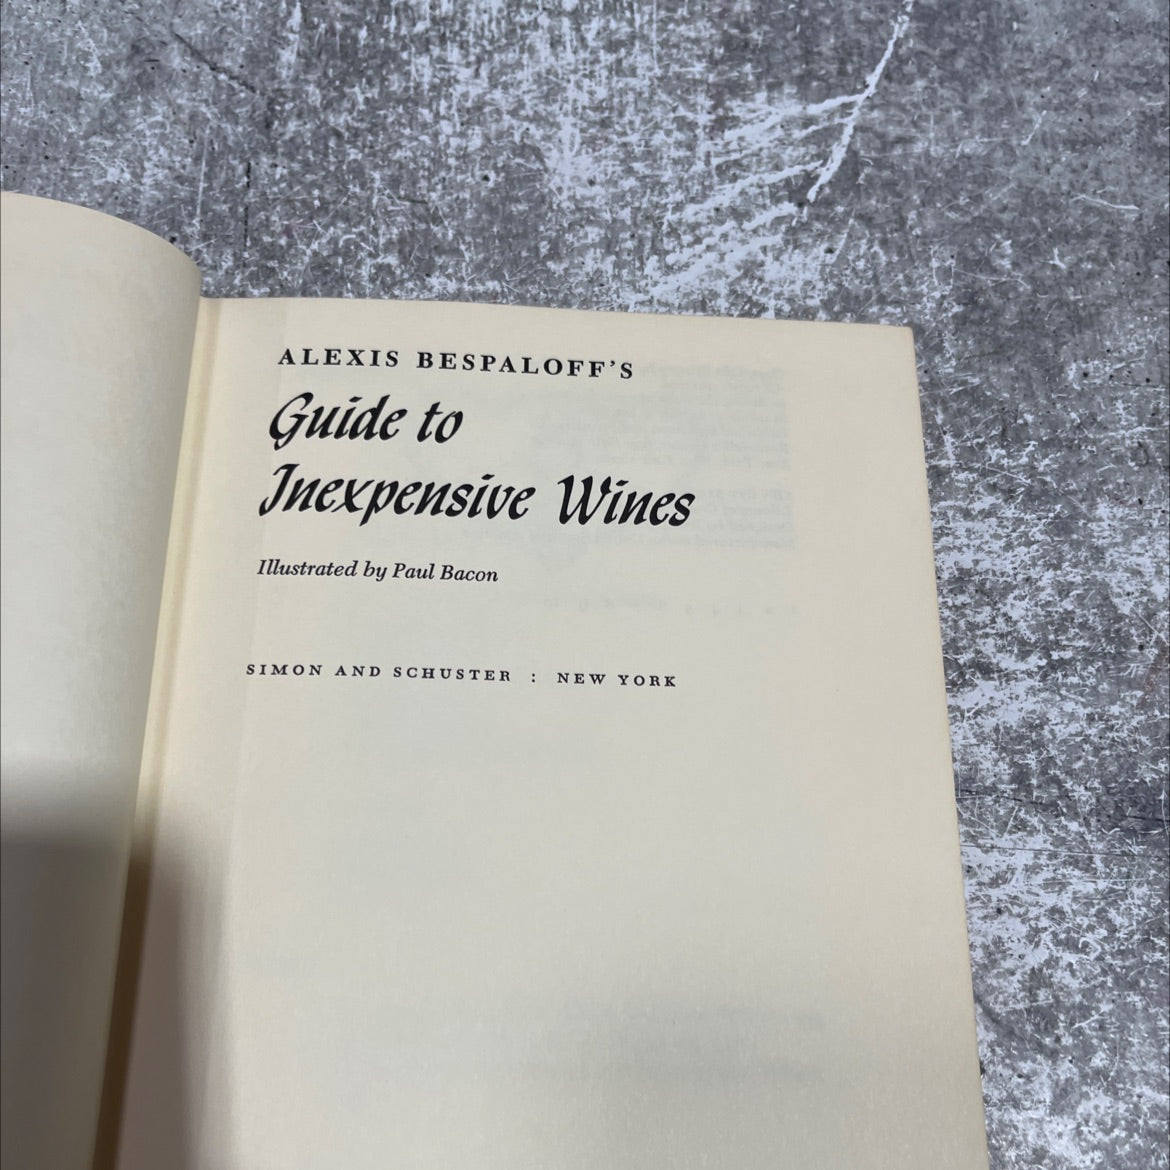 ALEXIS BESPALOFF'S
Guide to
Inexpensive Wines
Illustrated by Paul Bacon
SIMON AND SCHUSTER : NEW YORK